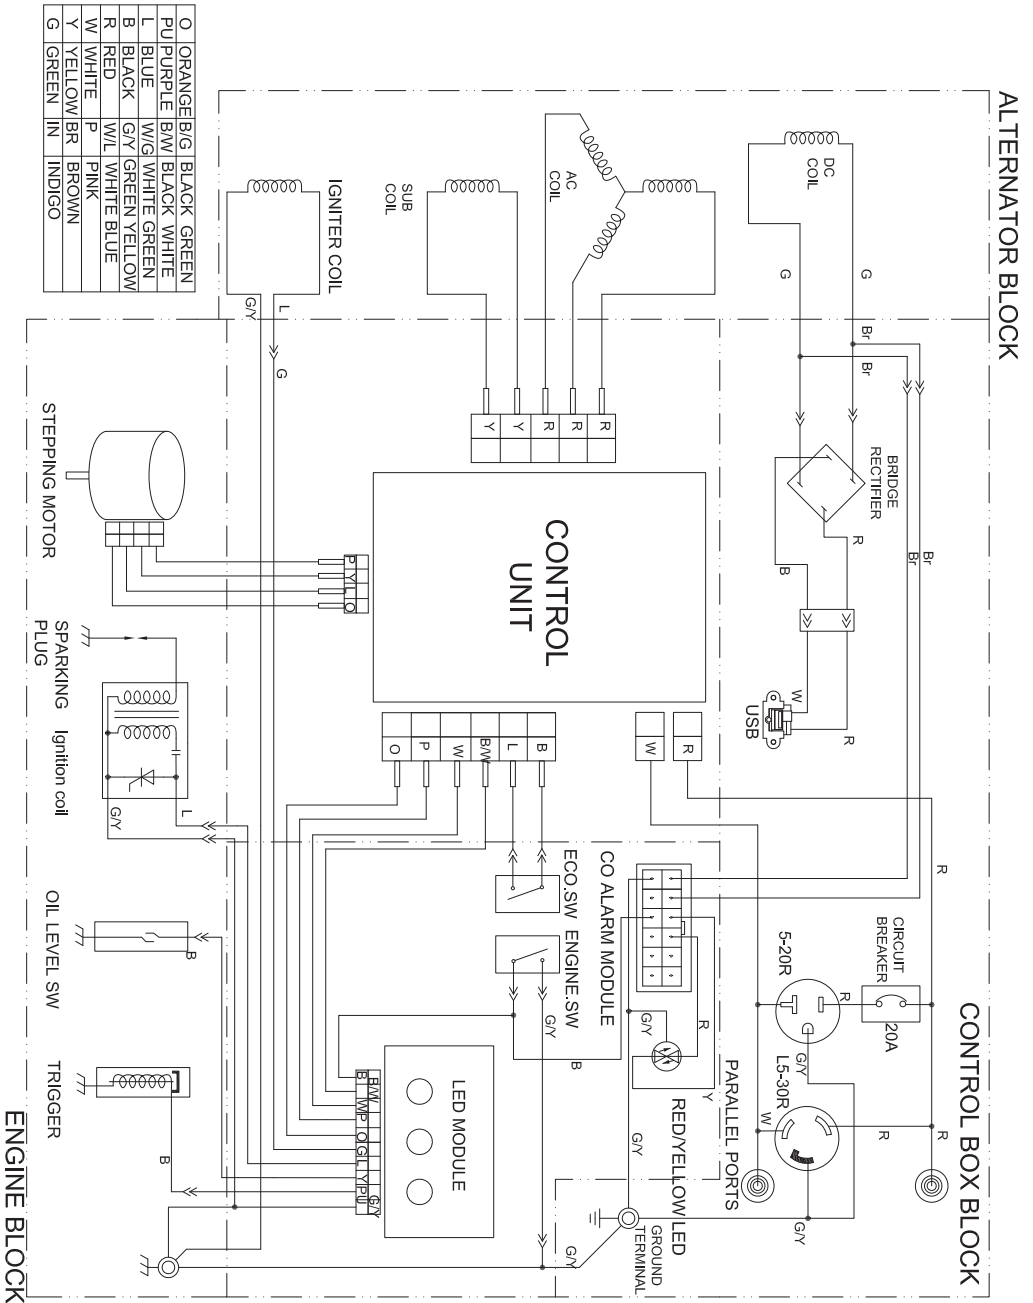 ALTERNATOR BLOCK
CONTROL BOX BLOCK
DC
COIL
G
G
Br
Br
BRIDGE
RECTIFIER
R
B
Br
Br
W
R
USB
R
CIRCUIT
BREAKER
20A
R
5-20R
G/Y
L5-30R
W
R
R
G/Y
PARALLEL PORTS
AC
COIL
SUB
COIL
R
R
R
Y
Y
CONTROL
UNIT
R
W
B
L
B/W
W
P
O
CO ALARM MODULE
ECO.SW
ENGINE.SW
G/Y
R
Y
B
G/Y
RED/YELLOW LED
G/Y
GROUND
TERMINAL
G/Y
LED MODULE
B/W
P
G/Y
B
W
O
G
L
Y
PU
IGNITER COIL
L
G/Y
G
P
Y
L
O
STEPPING MOTOR
SPARKING
PLUG
Ignition coil
L
G/Y
OIL LEVEL SW
B
TRIGGER
B
ENGINE BLOCK
O ORANGE B/G BLACK GREEN
PU PURPLE B/W BLACK WHITE
L BLUE W/G WHITE GREEN
B BLACK G/Y GREEN YELLOW
R RED W/L WHITE BLUE
W WHITE P PINK
Y YELLOW BR BROWN
G GREEN IN INDIGO